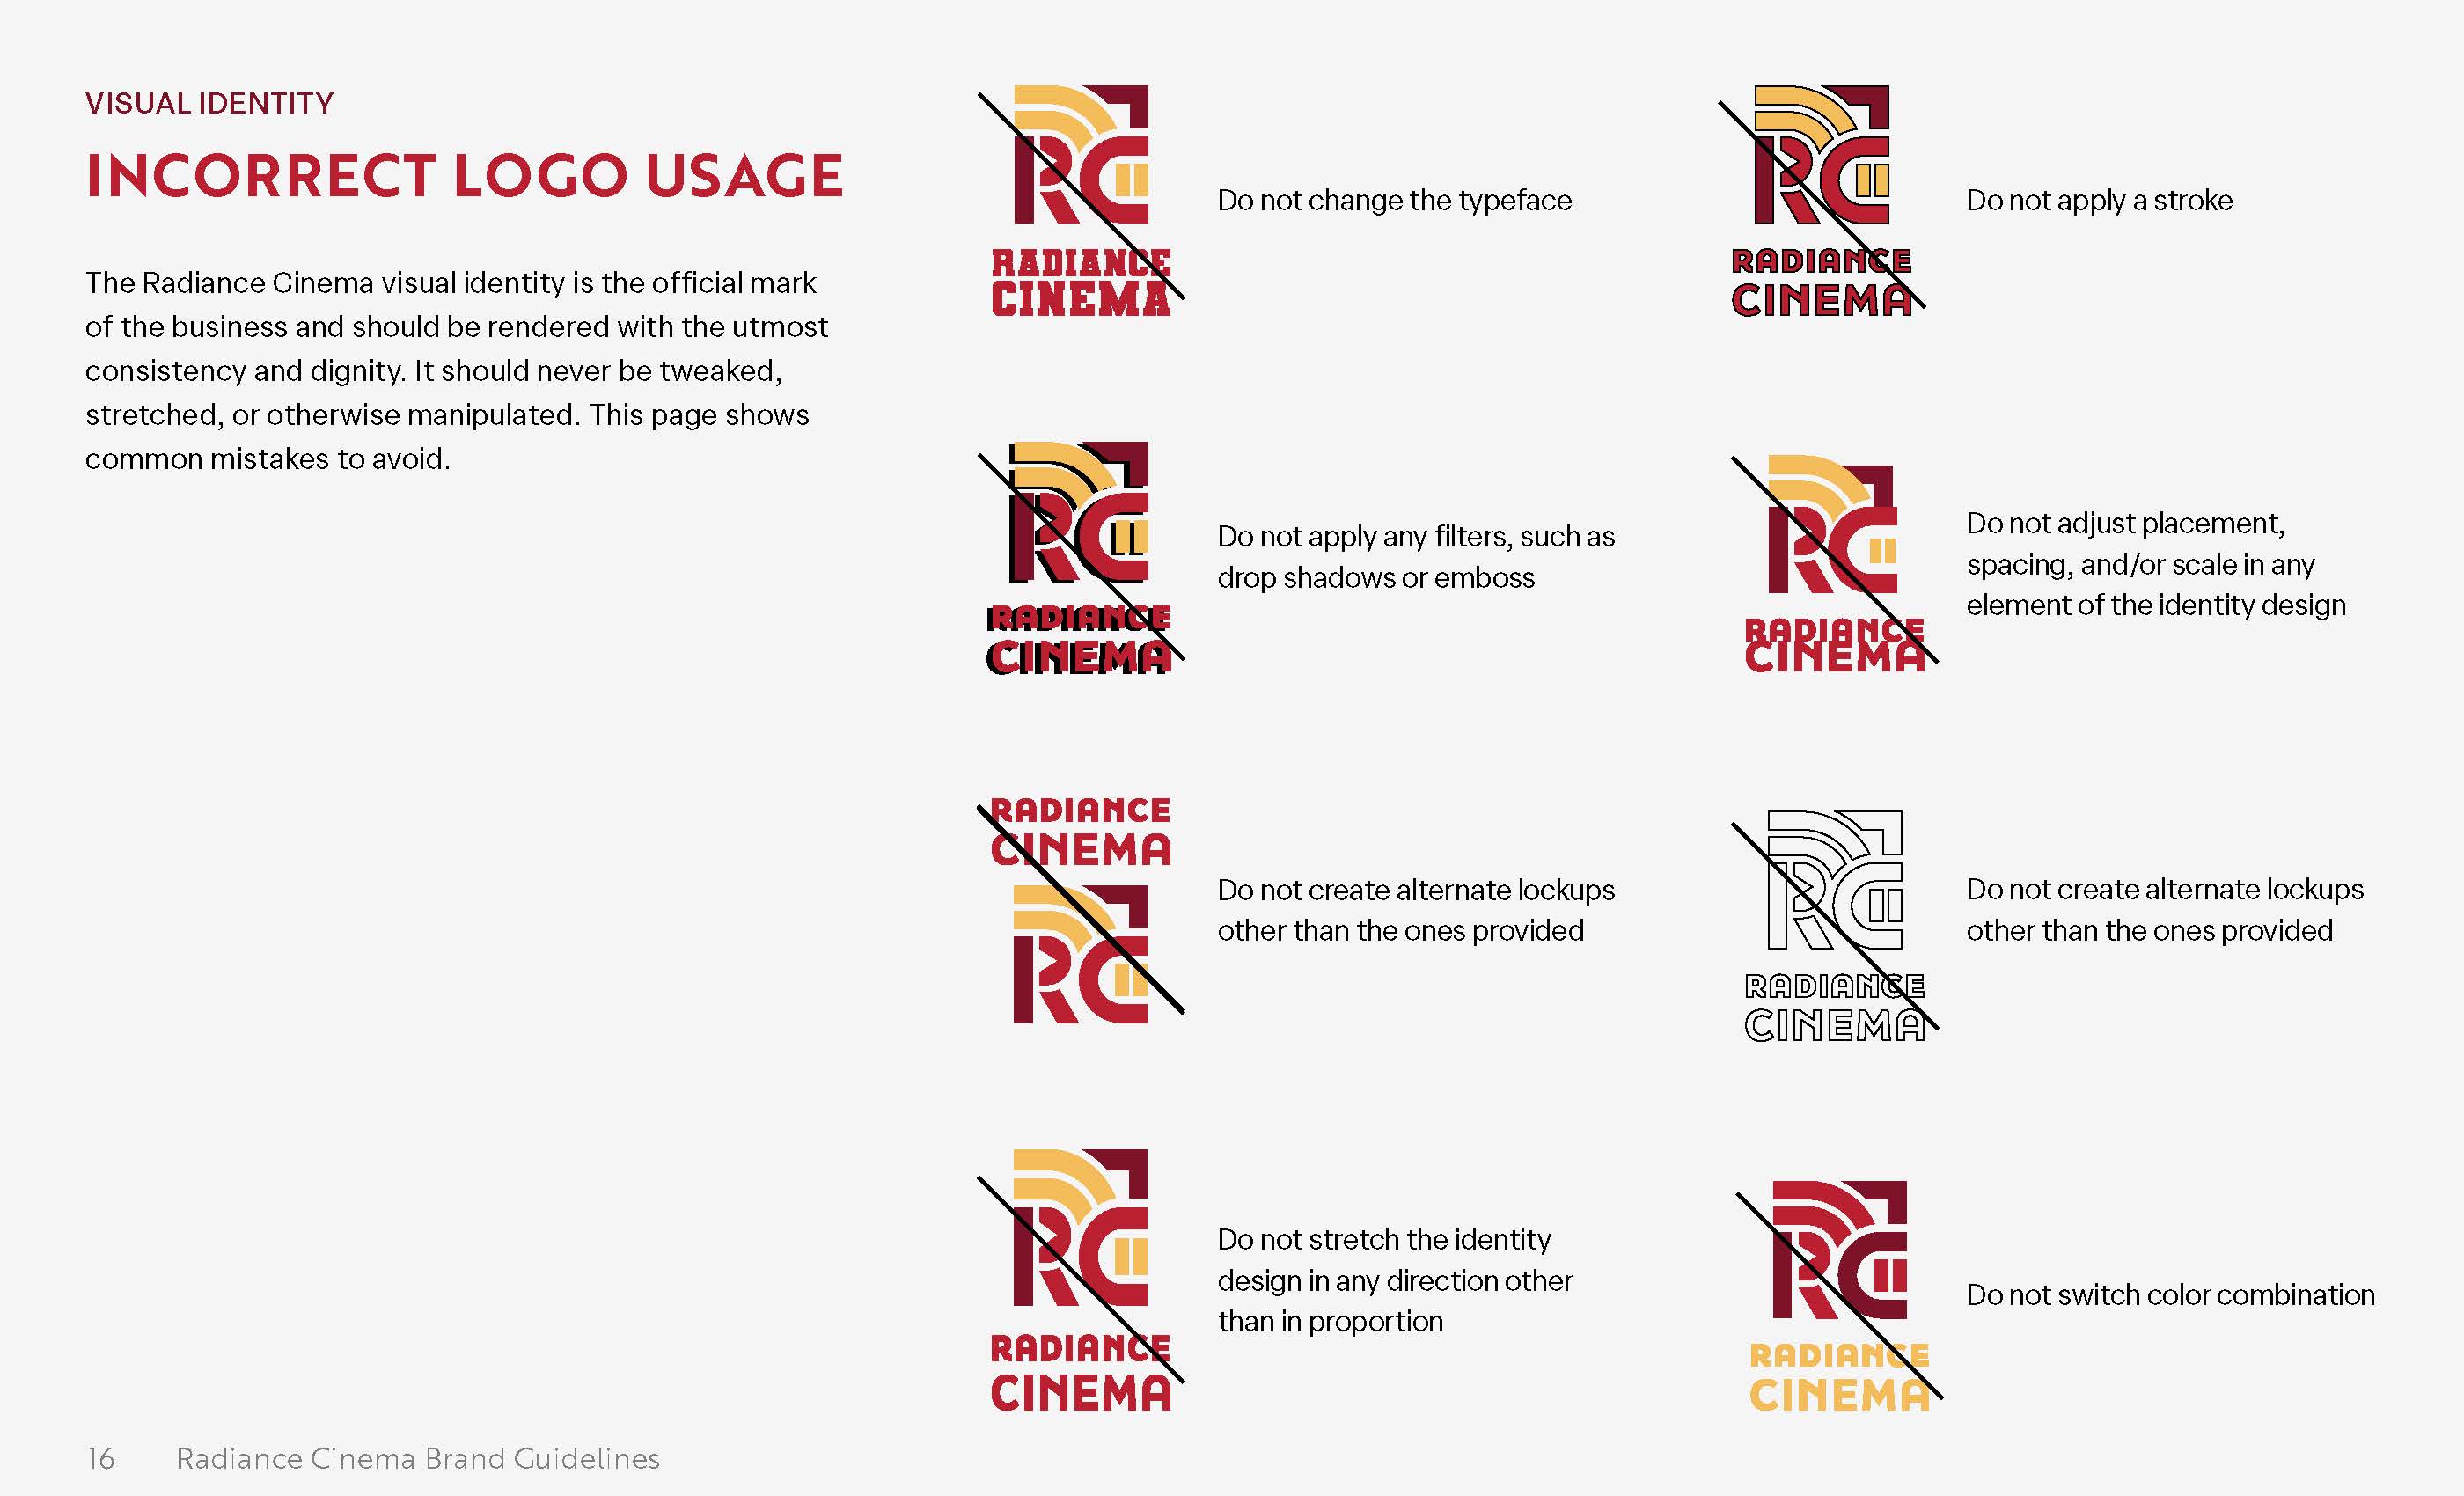 VISUAL IDENTITY
INCORRECT LOGO USAGE
The Radiance Cinema visual identity is the official mark
of the business and should be rendered with the utmost
consistency and dignity. It should never be tweaked,
stretched, or otherwise manipulated. This page shows
common mistakes to avoid.
RC
RADIANCE
CINEMA
Do not change the typeface
RC
RADIANCE
CINEMA
Do not apply a stroke
RC
RADIANCE
CINEMA
Do not apply any filters, such as
drop shadows or emboss
RC
RADIANCE
CINEMA
Do not adjust placement,
spacing, and/or scale in any
element of the identity design
RADIANCE
CINEMA
RC
Do not create alternate lockups
other than the ones provided
RC
RADIANCE
CINEMA
Do not create alternate lockups
other than the ones provided
RC
RADIANCE
CINEMA
Do not stretch the identity
design in any direction other
than in proportion
RC
RADIANCE
CINEMA
Do not switch color combination
16 Radiance Cinema Brand Guidelines